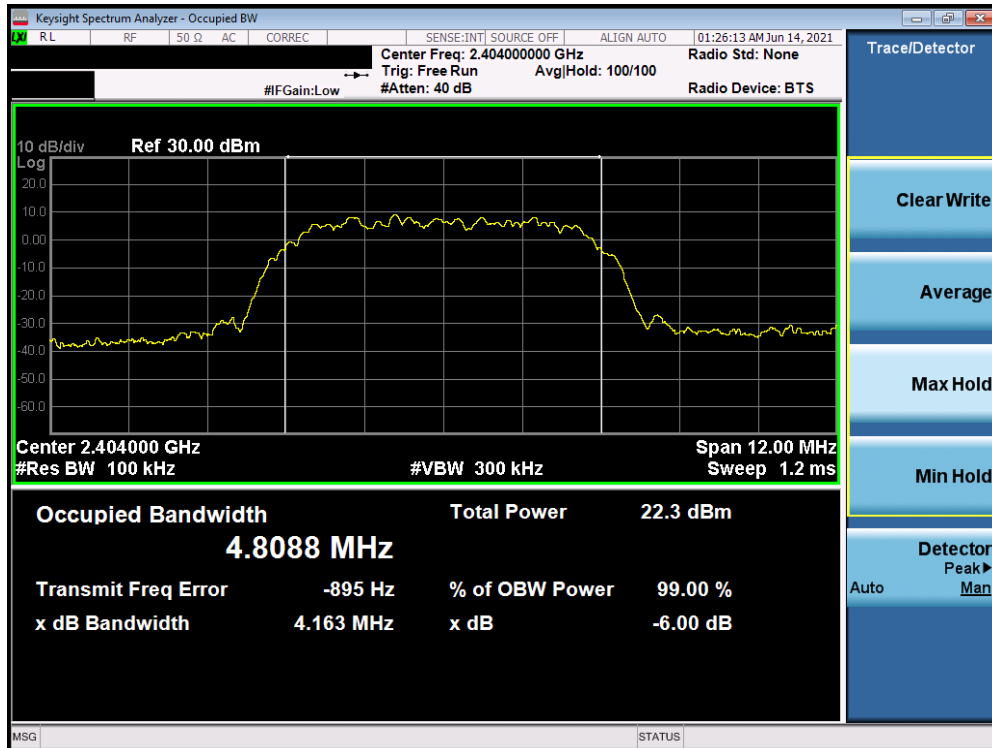 Keysight Spectrum Analyzer - Occupied BW
LXI RL RF 50 Ω AC CORREC SENSE:INT SOURCE OFF ALIGN AUTO 01:26:13 AM Jun 14, 2021
Center Freq: 2.404000000 GHz Radio Std: None
Trig: Free Run Avg|Hold: 100/100
#IFGain:Low #Atten: 40 dB Radio Device: BTS
10 dB/div Ref 30.00 dBm
Log
20.0
10.0
0.00
-10.0
-20.0
-30.0
-40.0
-50.0
-60.0
Center 2.404000 GHz Span 12.00 MHz
#Res BW 100 kHz #VBW 300 kHz Sweep 1.2 ms
Occupied Bandwidth Total Power 22.3 dBm
4.8088 MHz
Transmit Freq Error -895 Hz % of OBW Power 99.00 %
x dB Bandwidth 4.163 MHz x dB -6.00 dB
MSG STATUS
Trace/Detector
Clear Write
Average
Max Hold
Min Hold
Detector
Peak▶
Auto Man